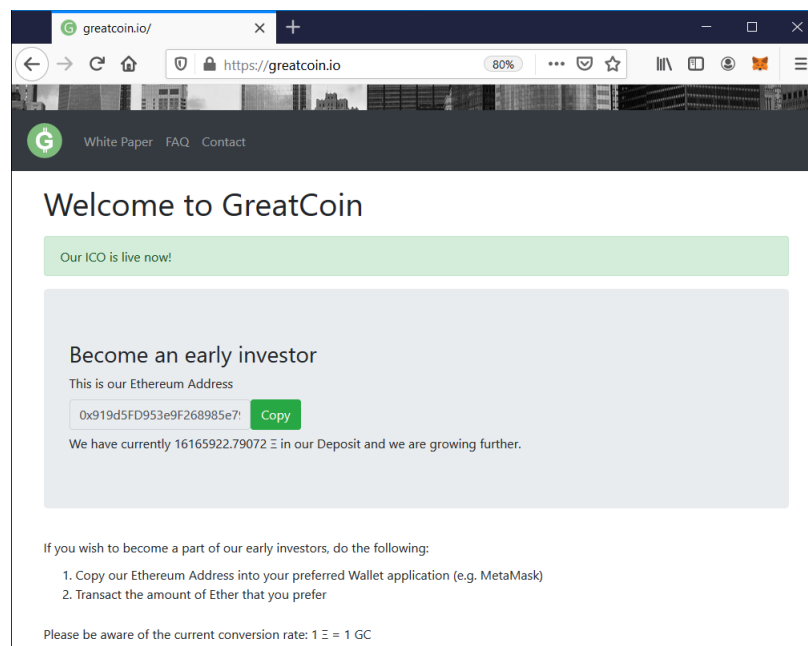 greatcoin.io/
https://greatcoin.io
80%
White Paper FAQ Contact
Welcome to GreatCoin
Our ICO is live now!
Become an early investor
This is our Ethereum Address
0x919d5FD953e9F268985e79
Copy
We have currently 16165922.79072 Ξ in our Deposit and we are growing further.
If you wish to become a part of our early investors, do the following:
1. Copy our Ethereum Address into your preferred Wallet application (e.g. MetaMask)
2. Transact the amount of Ether that you prefer
Please be aware of the current conversion rate: 1 Ξ = 1 GC